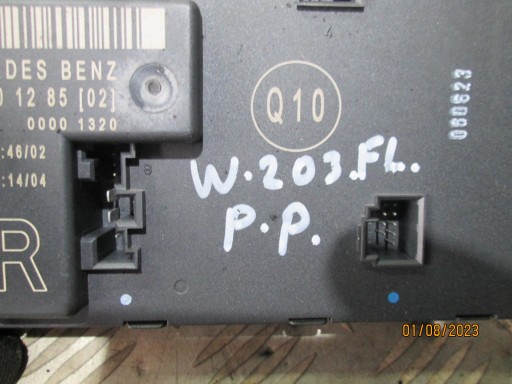 DES BENZ
0 12 85 [02]
0000 1320
:46/02
:14/04
R
Q10
4
080623
W.203.FL.
P.P.
01/08/2023